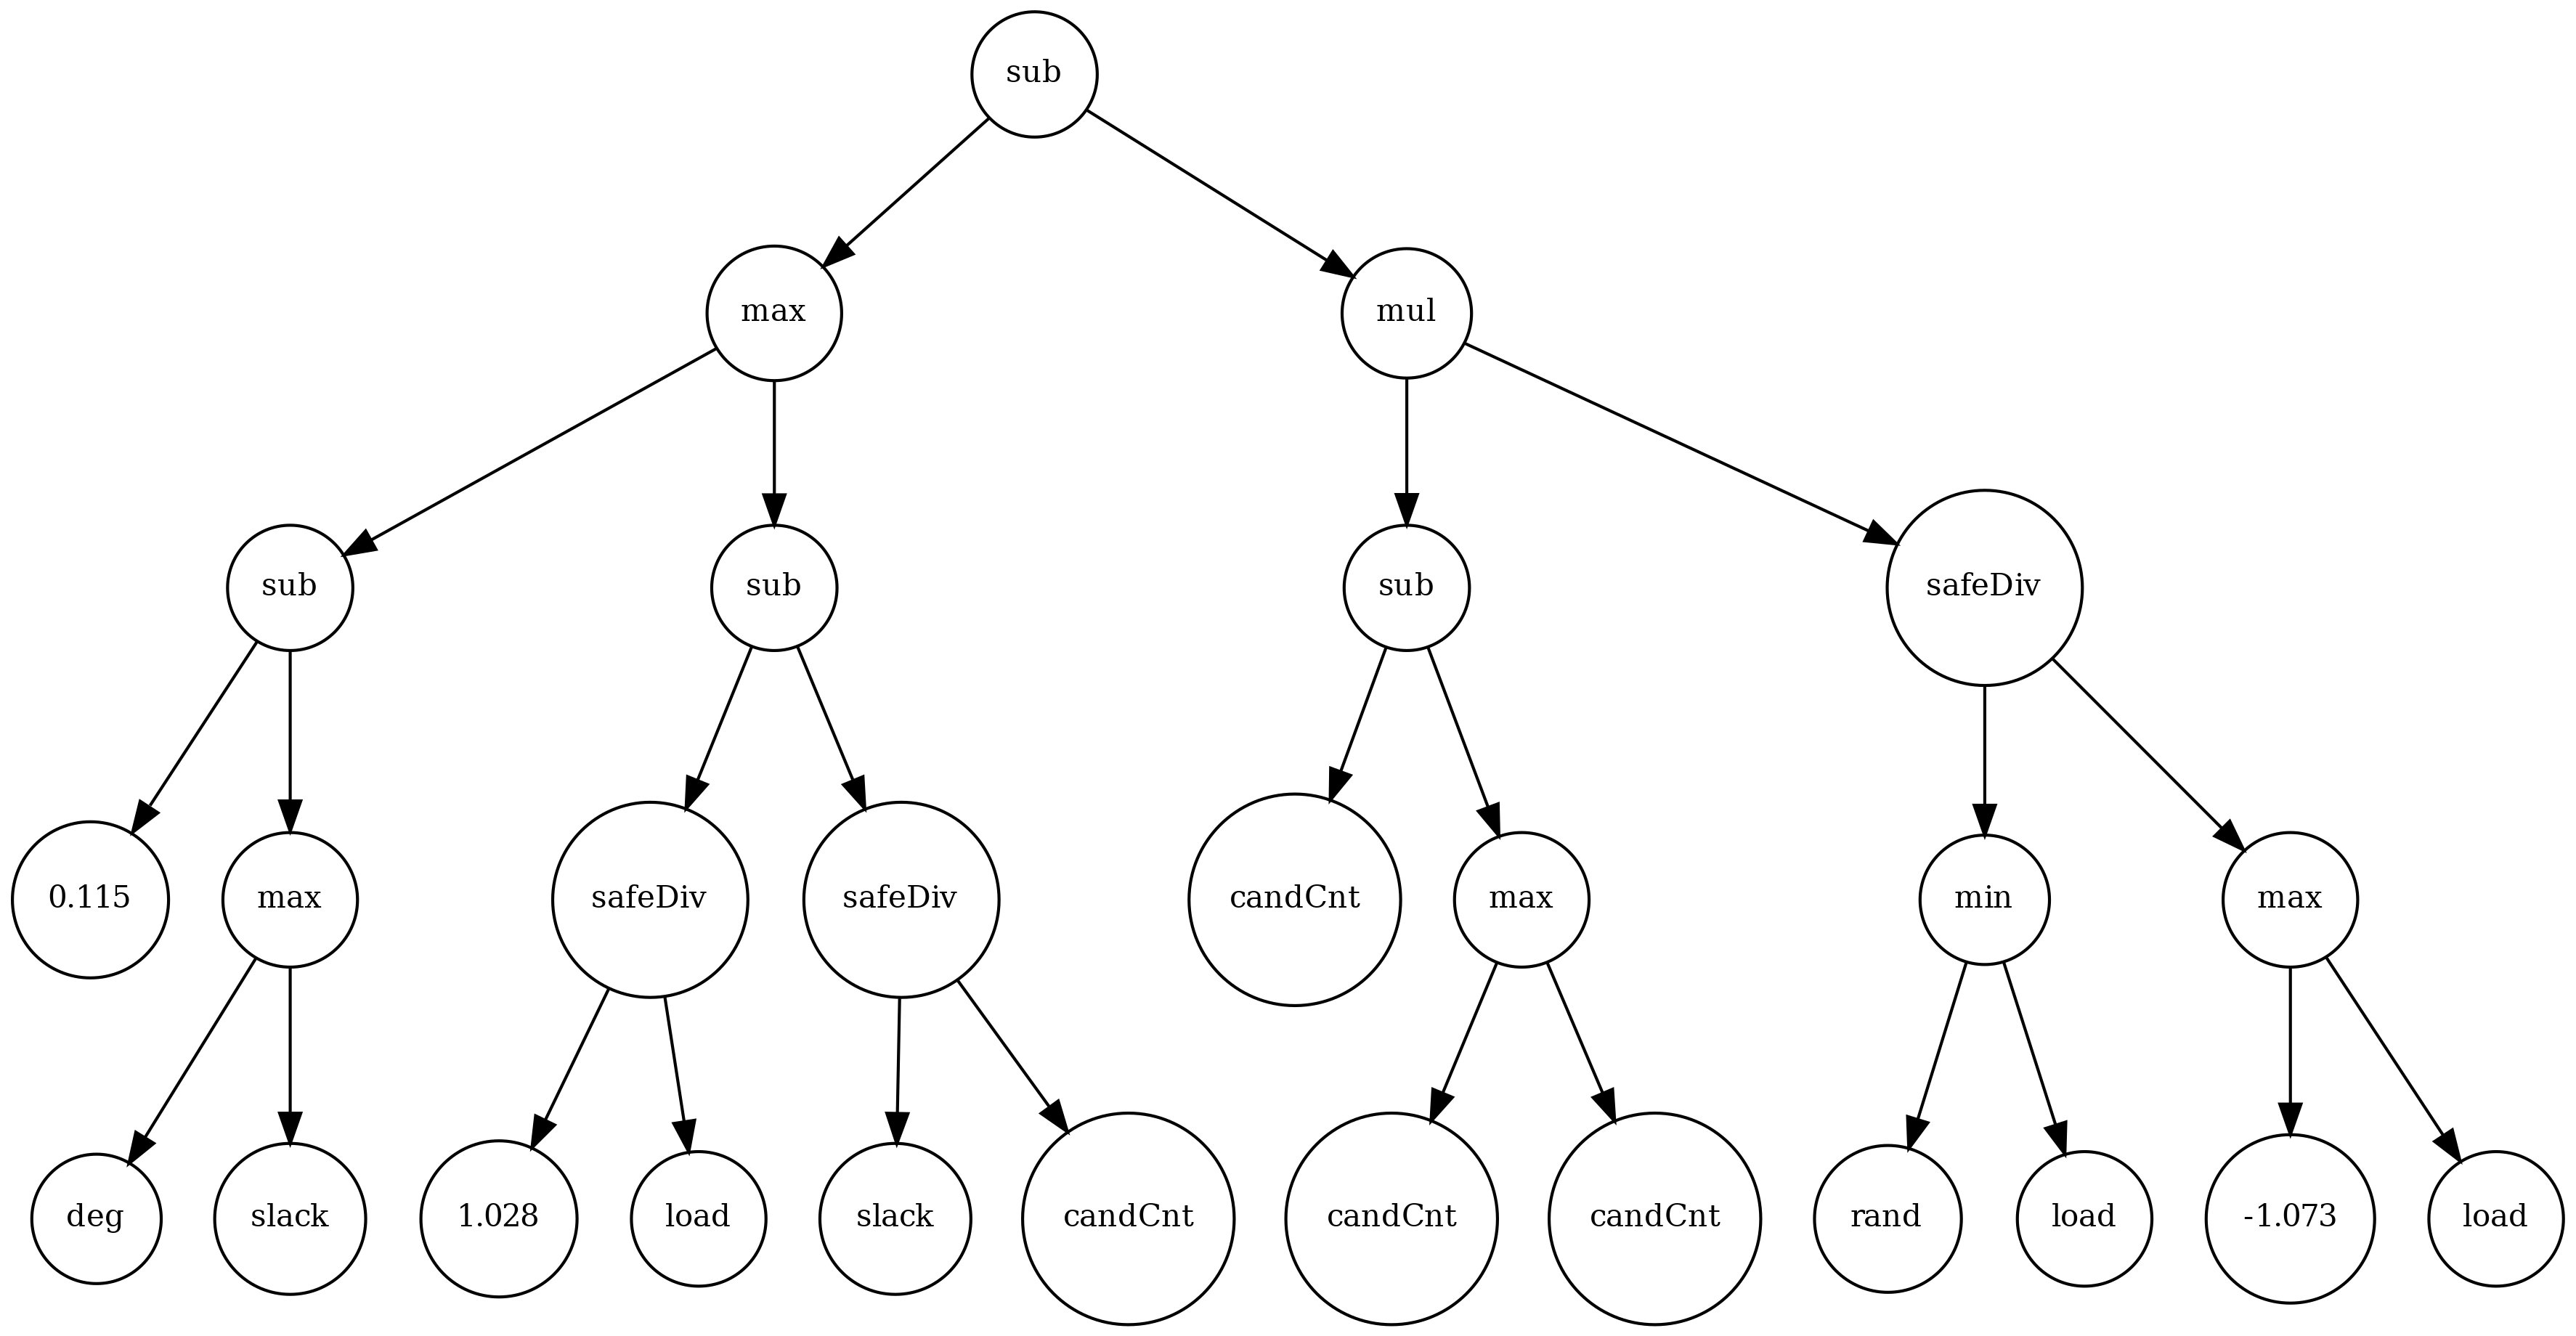 sub
max
mul
sub
sub
sub
safeDiv
0.115
max
safeDiv
safeDiv
candCnt
max
min
max
deg
slack
1.028
load
slack
candCnt
candCnt
candCnt
rand
load
-1.073
load